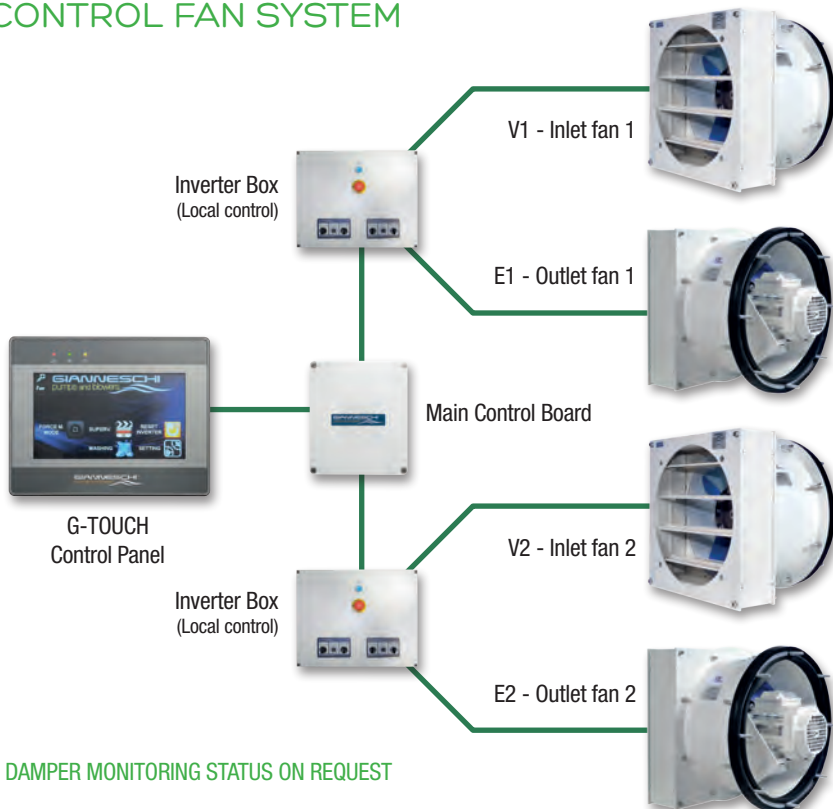 CONTROL FAN SYSTEM
V1 - Inlet fan 1
Inverter Box
(Local control)
E1 - Outlet fan 1
GIANNESCHI
pumps and blowers
Fan
FORCE M.
MODE
SUPERV
RESET
INVERTER
WASHING
SETTING
GIANNESCHI
GIANNESCHI
Main Control Board
G-TOUCH
Control Panel
V2 - Inlet fan 2
Inverter Box
(Local control)
E2 - Outlet fan 2
DAMPER MONITORING STATUS ON REQUEST